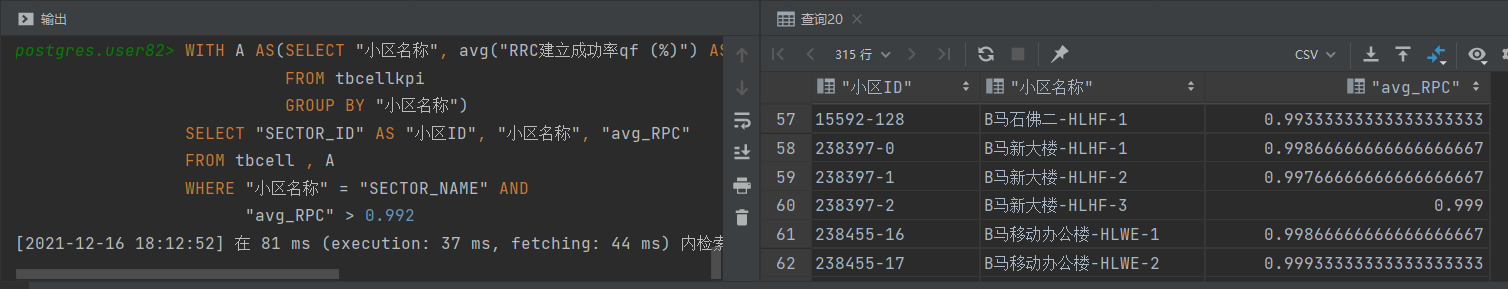 输出
postgres.user82> WITH A AS(SELECT "小区名称", avg("RRC建立成功率qf (%)") AS
FROM tbcellkpi
GROUP BY "小区名称")
SELECT "SECTOR_ID" AS "小区ID", "小区名称", "avg_RPC"
FROM tbcell , A
WHERE "小区名称" = "SECTOR_NAME" AND
"avg_RPC" > 0.992
[2021-12-16 18:12:52] 在 81 ms (execution: 37 ms, fetching: 44 ms) 内检索
查询20
315 行 CSV
"小区ID" "小区名称" "avg_RPC"
57 15592-128 B马石佛二-HLHF-1 0.99333333333333333333
58 238397-0 B马新大楼-HLHF-1 0.99866666666666666667
59 238397-1 B马新大楼-HLHF-2 0.99766666666666666667
60 238397-2 B马新大楼-HLHF-3 0.999
61 238455-16 B马移动办公楼-HLWE-1 0.99866666666666666667
62 238455-17 B马移动办公楼-HLWE-2 0.99933333333333333333